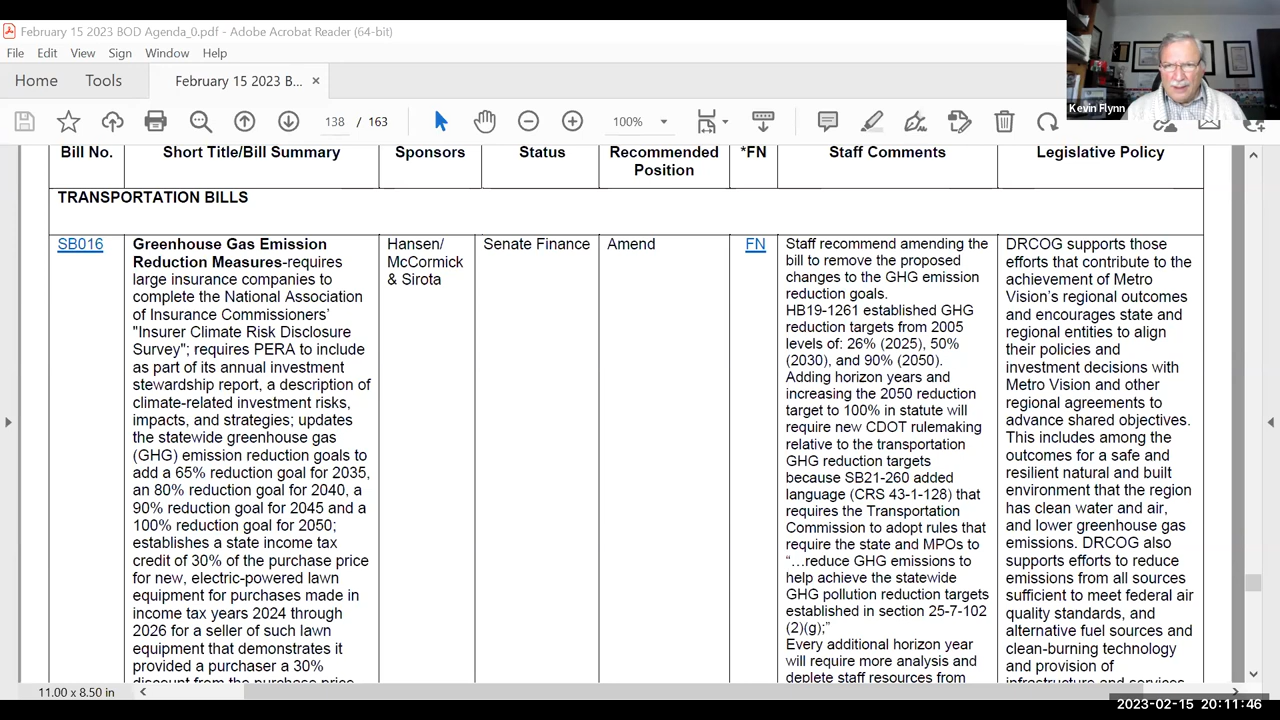 February 15 2023 BOD Agenda_0.pdf - Adobe Acrobat Reader (64-bit)
File Edit View Sign Window Help
Home Tools February 15 2023 B... ×
138 / 163 100%
Kevin Flynn
Bill No. Short Title/Bill Summary Sponsors Status Recommended Position *FN Staff Comments Legislative Policy
TRANSPORTATION BILLS
SB016
Greenhouse Gas Emission
Reduction Measures-requires
large insurance companies to
complete the National Association
of Insurance Commissioners'
"Insurer Climate Risk Disclosure
Survey"; requires PERA to include
as part of its annual investment
stewardship report, a description of
climate-related investment risks,
impacts, and strategies; updates
the statewide greenhouse gas
(GHG) emission reduction goals to
add a 65% reduction goal for 2035,
an 80% reduction goal for 2040, a
90% reduction goal for 2045 and a
100% reduction goal for 2050;
establishes a state income tax
credit of 30% of the purchase price
for new, electric-powered lawn
equipment for purchases made in
income tax years 2024 through
2026 for a seller of such lawn
equipment that demonstrates it
provided a purchaser a 30%
discount from the purchase price
Hansen/
McCormick
& Sirota
Senate Finance
Amend
FN
Staff recommend amending the
bill to remove the proposed
changes to the GHG emission
reduction goals.
HB19-1261 established GHG
reduction targets from 2005
levels of: 26% (2025), 50%
(2030), and 90% (2050).
Adding horizon years and
increasing the 2050 reduction
target to 100% in statute will
require new CDOT rulemaking
relative to the transportation
GHG reduction targets
because SB21-260 added
language (CRS 43-1-128) that
requires the Transportation
Commission to adopt rules that
require the state and MPOs to
“…reduce GHG emissions to
help achieve the statewide
GHG pollution reduction targets
established in section 25-7-102
(2)(g);”
Every additional horizon year
will require more analysis and
deplete staff resources from
DRCOG supports those
efforts that contribute to the
achievement of Metro
Vision’s regional outcomes
and encourages state and
regional entities to align
their policies and
investment decisions with
Metro Vision and other
regional agreements to
advance shared objectives.
This includes among the
outcomes for a safe and
resilient natural and built
environment that the region
has clean water and air,
and lower greenhouse gas
emissions. DRCOG also
supports efforts to reduce
emissions from all sources
sufficient to meet federal air
quality standards, and
alternative fuel sources and
clean-burning technology
and provision of
infrastructure and services
11.00 x 8.50 in
2023-02-15 20:11:46